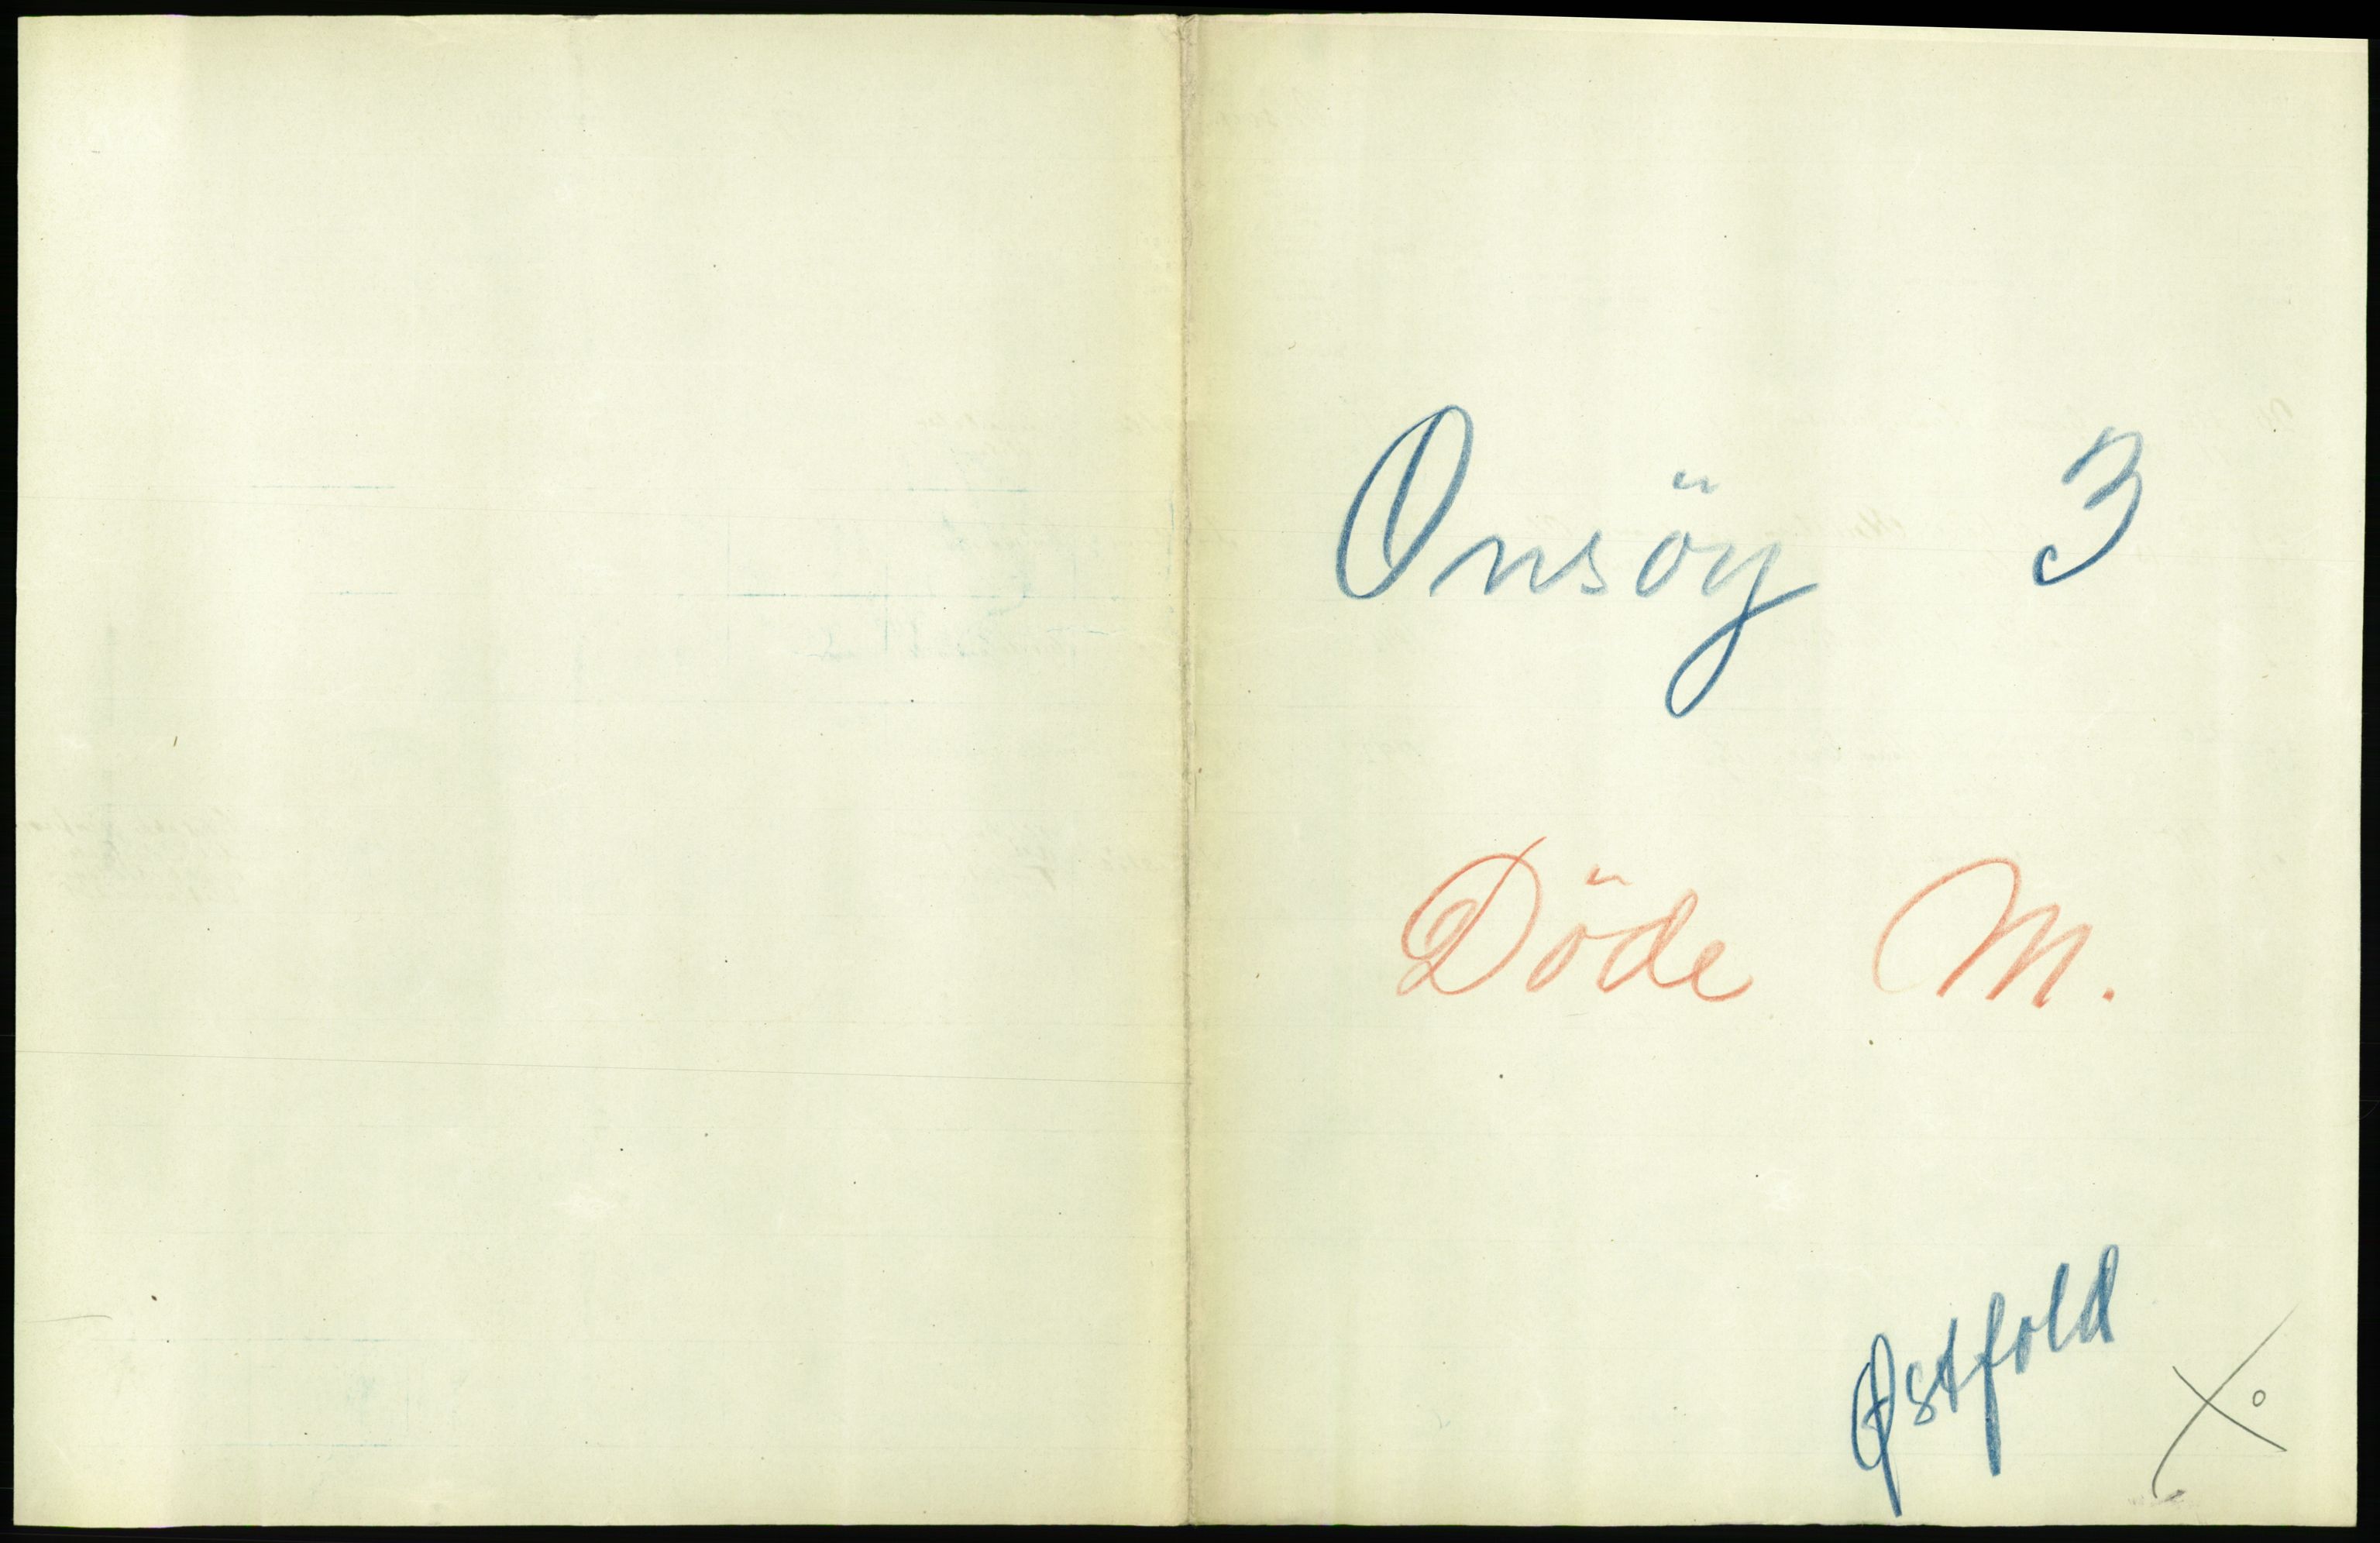 Onsöy 3
Döde M.
Østfold